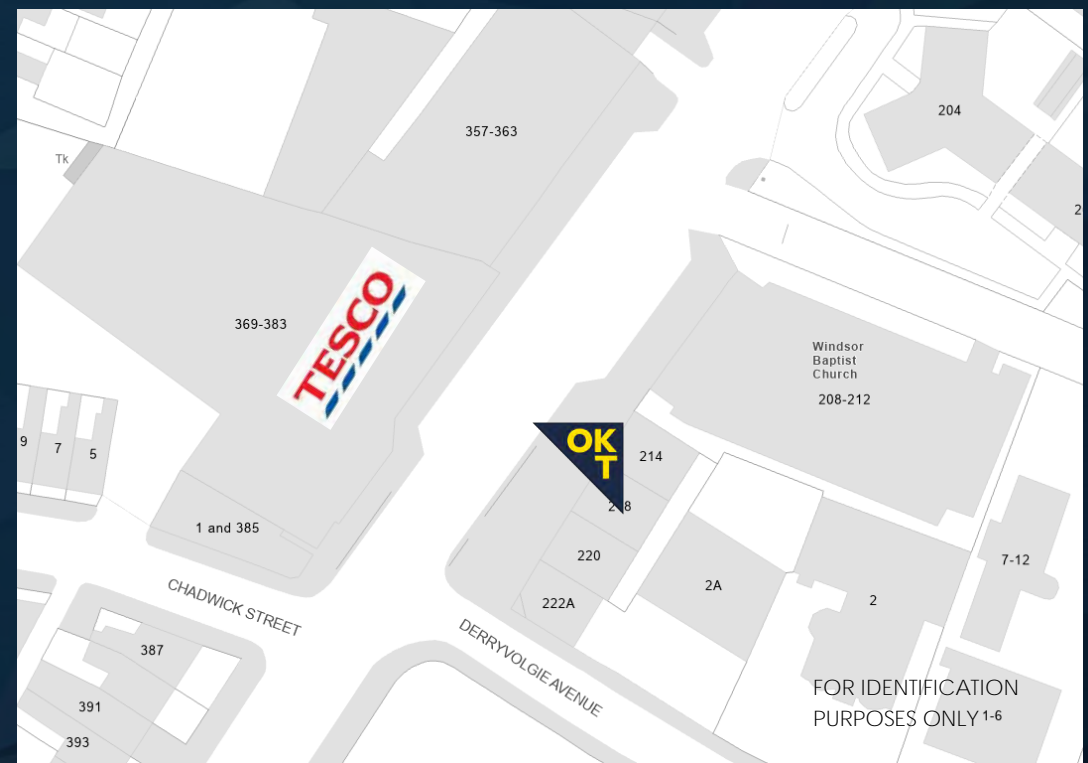 357-363
204
Tk
2
369-383
TESCO
Windsor
Baptist
Church
208-212
9
7
5
OK
T
214
1 and 385
220
2A
2
7-12
222A
CHADWICK STREET
DERRYVOLGIE AVENUE
387
391
393
FOR IDENTIFICATION
PURPOSES ONLY 1-6